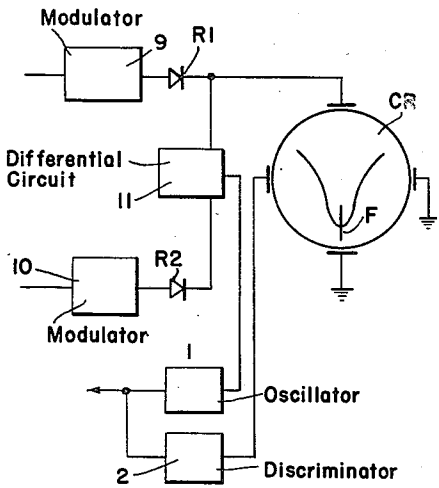 Modulator
9
R1
CR
Differential
Circuit
11
F
10
R2
Modulator
1
Oscillator
2
Discriminator